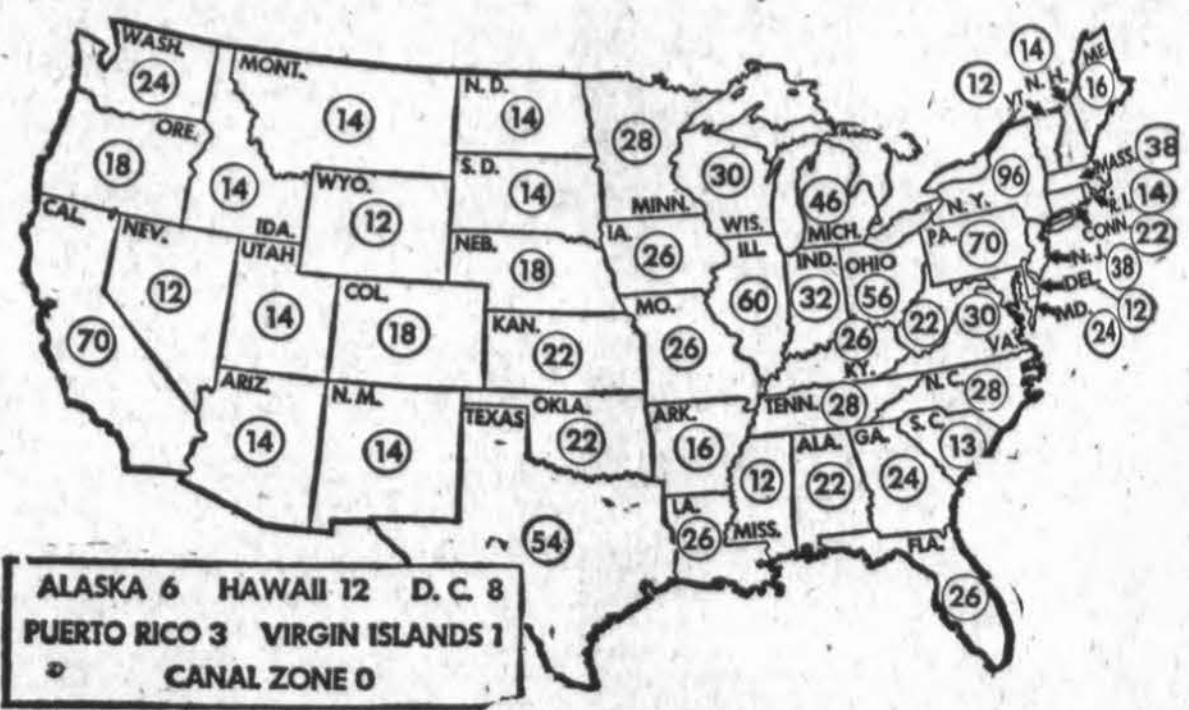 WASH.
24
MONT.
14
N. D.
14
28
MINN.
14
N. H.
12
VT.
ME.
16
ORE.
18
14
IDA.
WYO.
12
S. D.
14
30
WIS.
46
MICH.
96
N. Y.
MASS. 38
R.I. 14
CONN. 22
CAL.
70
NEV.
12
UTAH
14
COL.
18
NEB.
18
IA.
26
ILL.
60
IND.
32
OHIO
56
PA.
70
N. J.
38
DEL.
12
MD.
24
KAN.
22
MO.
26
26
KY.
22
30
VA.
ARIZ.
14
N. M.
14
TEXAS
54
OKLA.
22
ARK.
16
TENN. 28
N. C. 28
S. C.
13
LA.
26
12
MISS.
ALA.
22
GA.
24
FLA.
26
ALASKA 6 HAWAII 12 D. C. 8
PUERTO RICO 3 VIRGIN ISLANDS 1
CANAL ZONE 0